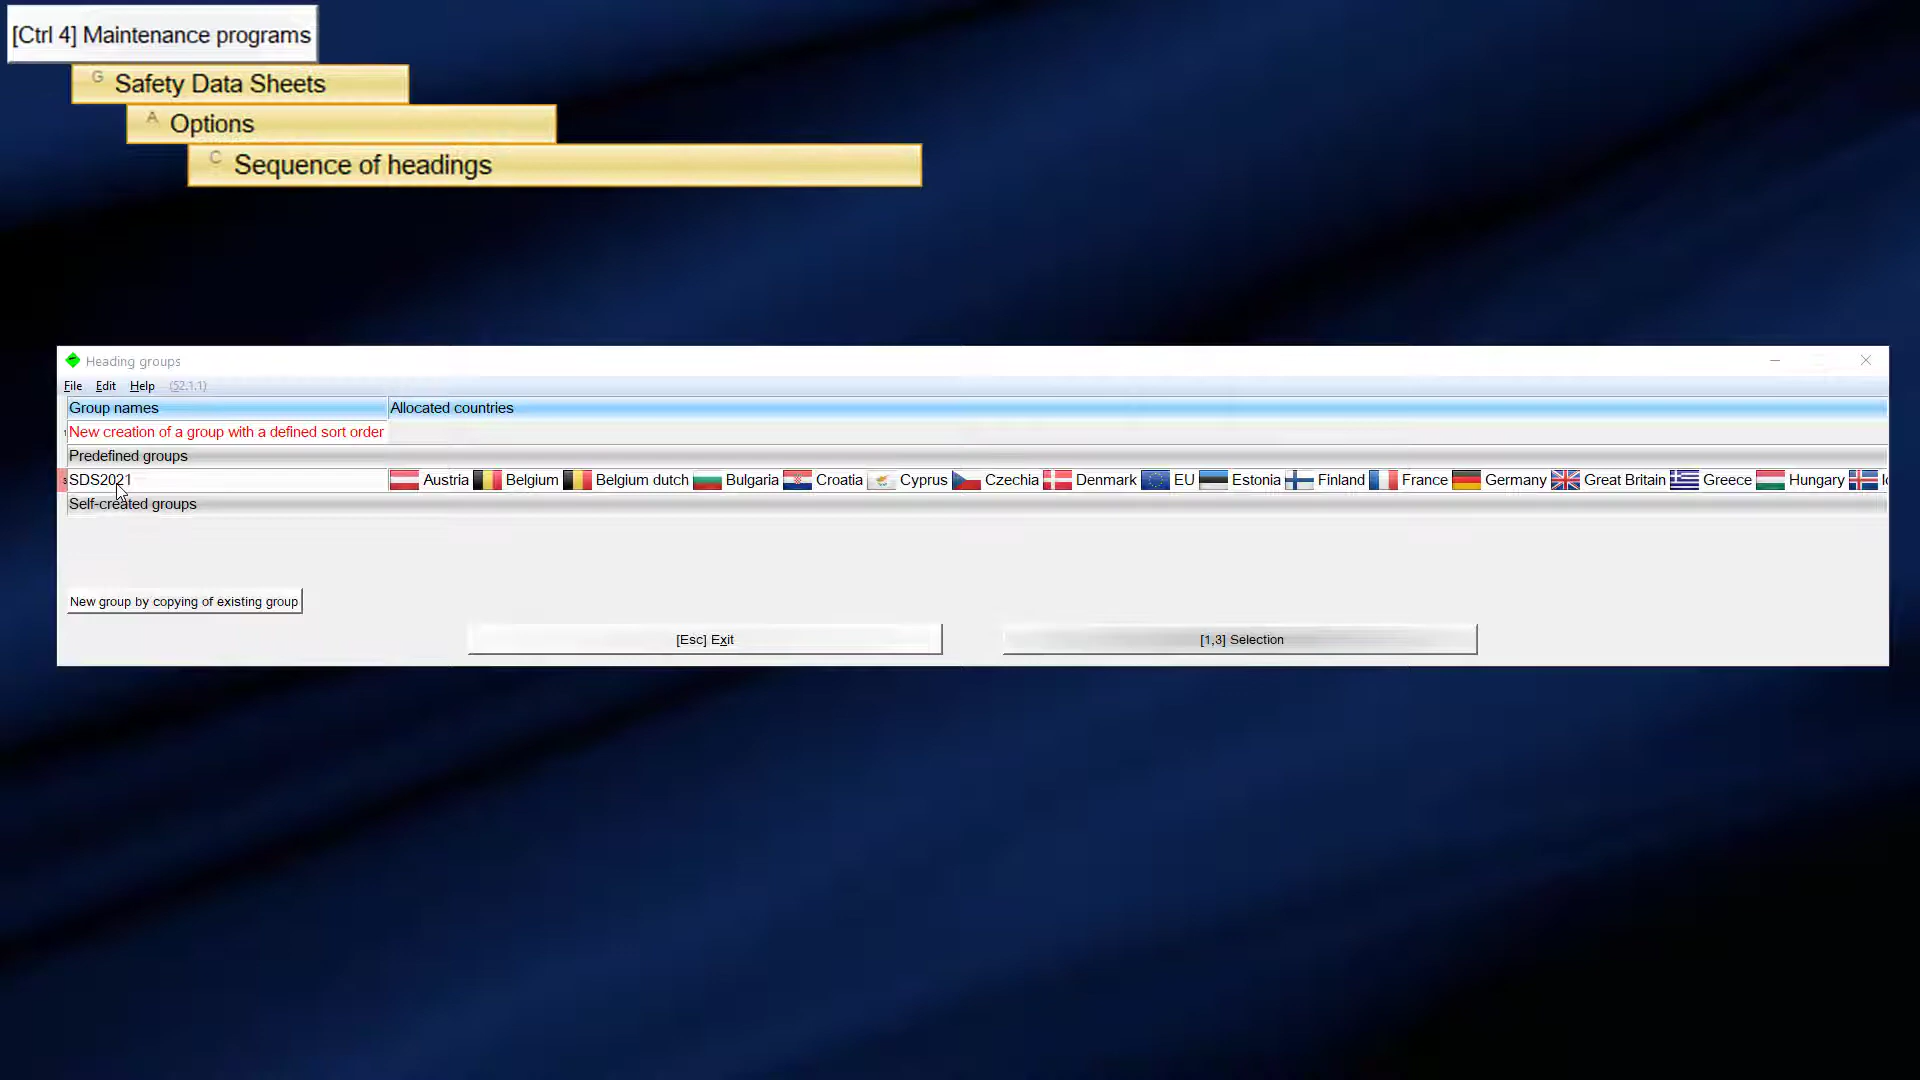 [Ctrl 4] Maintenance programs
G Safety Data Sheets
A Options
C Sequence of headings
Heading groups
File Edit Help (52.1.1)
Group names Allocated countries
1 New creation of a group with a defined sort order
Predefined groups
3 SDS2021 Austria Belgium Belgium dutch Bulgaria Croatia Cyprus Czechia Denmark EU Estonia Finland France Germany Great Britain Greece Hungary
Self-created groups
New group by copying of existing group
[Esc] Exit [1,3] Selection